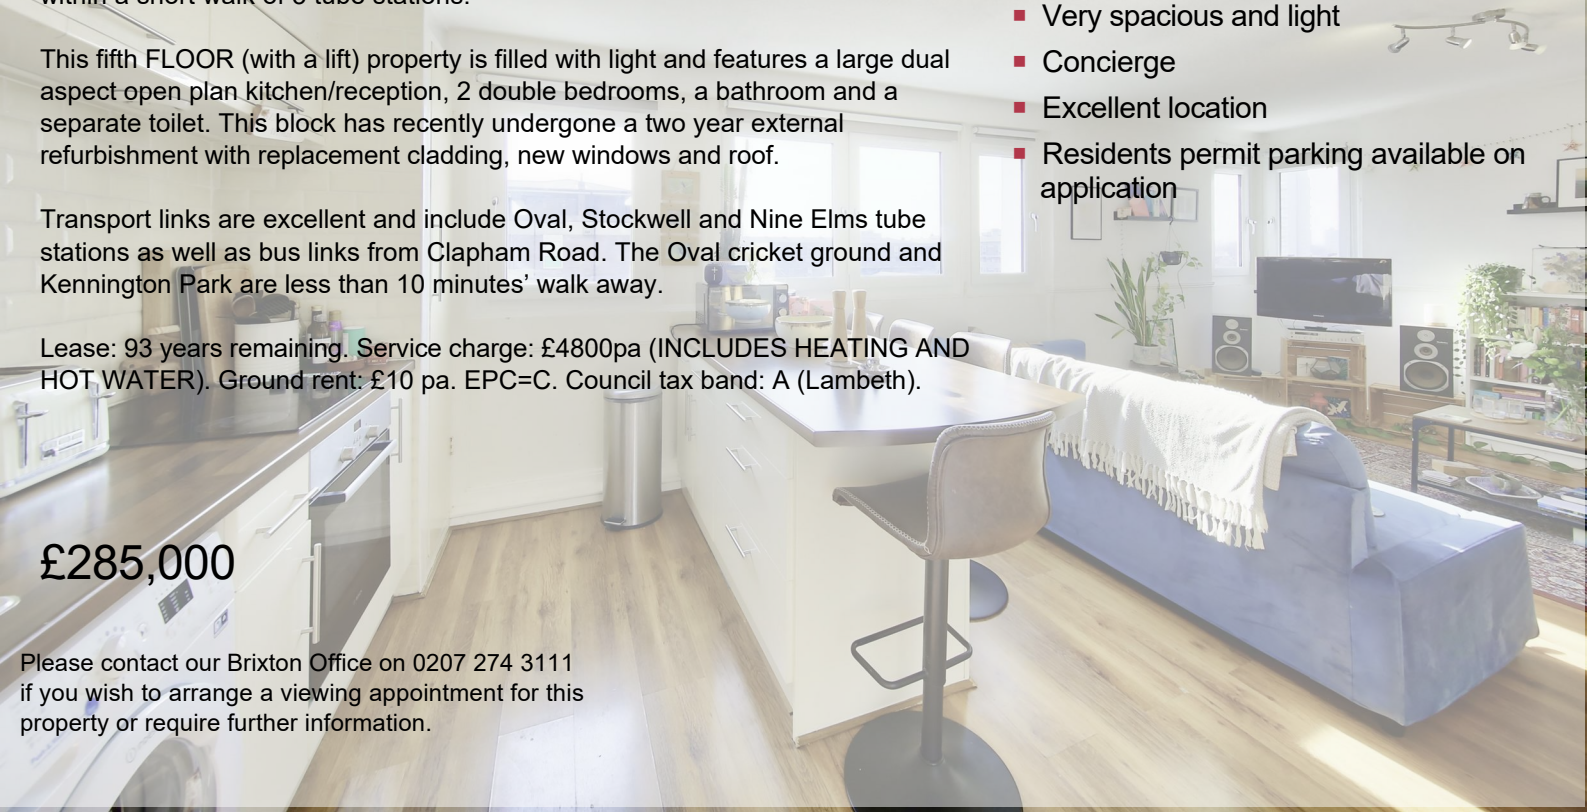 within a short walk of 3 tube stations.
This fifth FLOOR (with a lift) property is filled with light and features a large dual
aspect open plan kitchen/reception, 2 double bedrooms, a bathroom and a
separate toilet. This block has recently undergone a two year external
refurbishment with replacement cladding, new windows and roof.
Transport links are excellent and include Oval, Stockwell and Nine Elms tube
stations as well as bus links from Clapham Road. The Oval cricket ground and
Kennington Park are less than 10 minutes’ walk away.
Lease: 93 years remaining. Service charge: £4800pa (INCLUDES HEATING AND
HOT WATER). Ground rent: £10 pa. EPC=C. Council tax band: A (Lambeth).
£285,000
Please contact our Brixton Office on 0207 274 3111
if you wish to arrange a viewing appointment for this
property or require further information.
▪ Very spacious and light
▪ Concierge
▪ Excellent location
▪ Residents permit parking available on
application